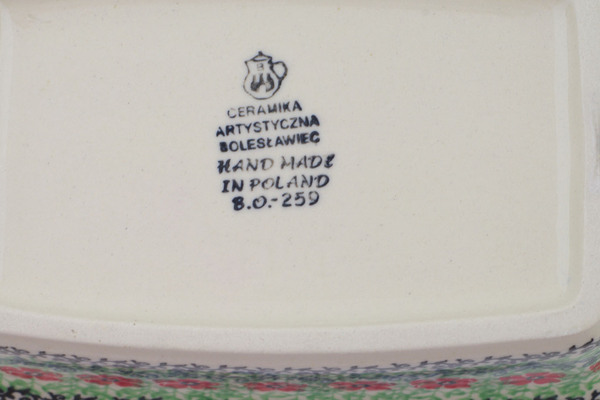 B
CERAMIKA
ARTYSTYCZNA
BOLESŁAWIEC
HAND MADE
IN POLAND
B.O.-259